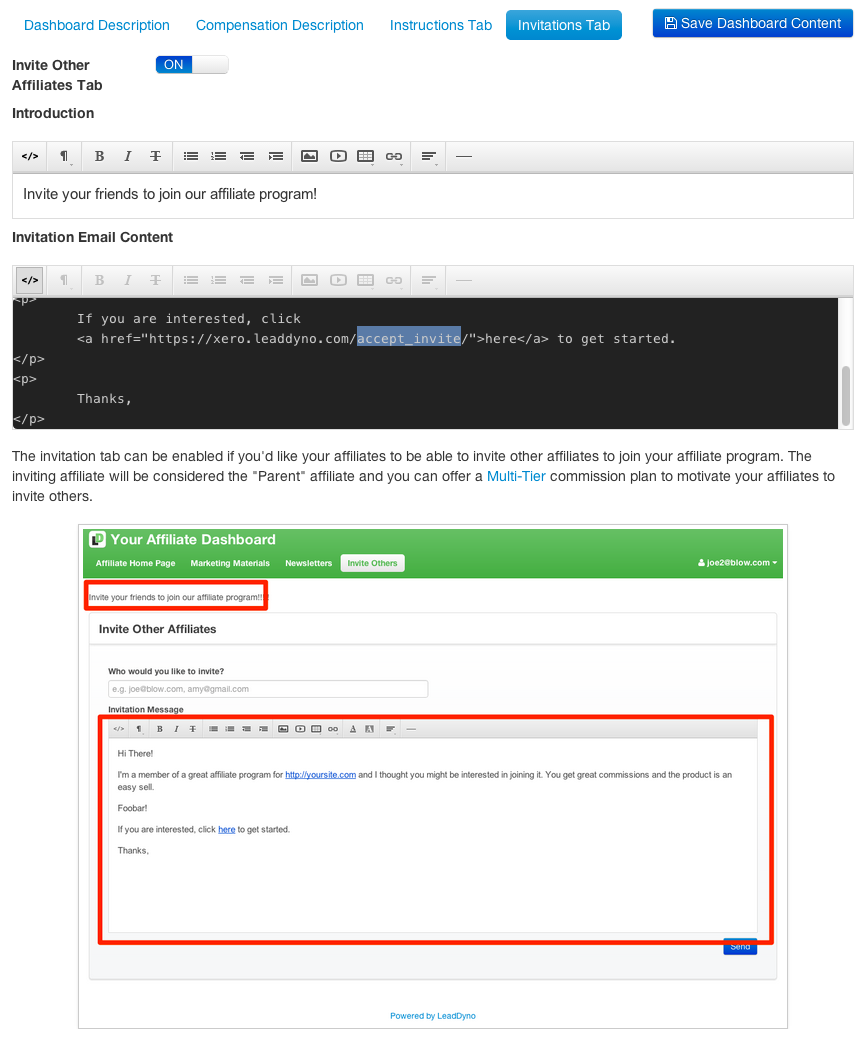 Dashboard Description Compensation Description Instructions Tab Invitations Tab Save Dashboard Content
Invite Other
Affiliates Tab
ON
Introduction
</> ¶ B I T
Invite your friends to join our affiliate program!
Invitation Email Content
</> ¶ B I T
<p>
If you are interested, click
<a href="https://xero.leaddyno.com/accept_invite/">here</a> to get started.
</p>
<p>
Thanks,
</p>
The invitation tab can be enabled if you'd like your affiliates to be able to invite other affiliates to join your affiliate program. The
inviting affiliate will be considered the "Parent" affiliate and you can offer a Multi-Tier commission plan to motivate your affiliates to
invite others.
LD Your Affiliate Dashboard
Affiliate Home Page Marketing Materials Newsletters Invite Others joe2@blow.com
Invite your friends to join our affiliate program!!!
Invite Other Affiliates
Who would you like to invite?
e.g. joe@blow.com, amy@gmail.com
Invitation Message
</> ¶ B I T A A
Hi There!
I'm a member of a great affiliate program for http://yoursite.com and I thought you might be interested in joining it. You get great commissions and the product is an
easy sell.
Foobar!
If you are interested, click here to get started.
Thanks,
Send
Powered by LeadDyno